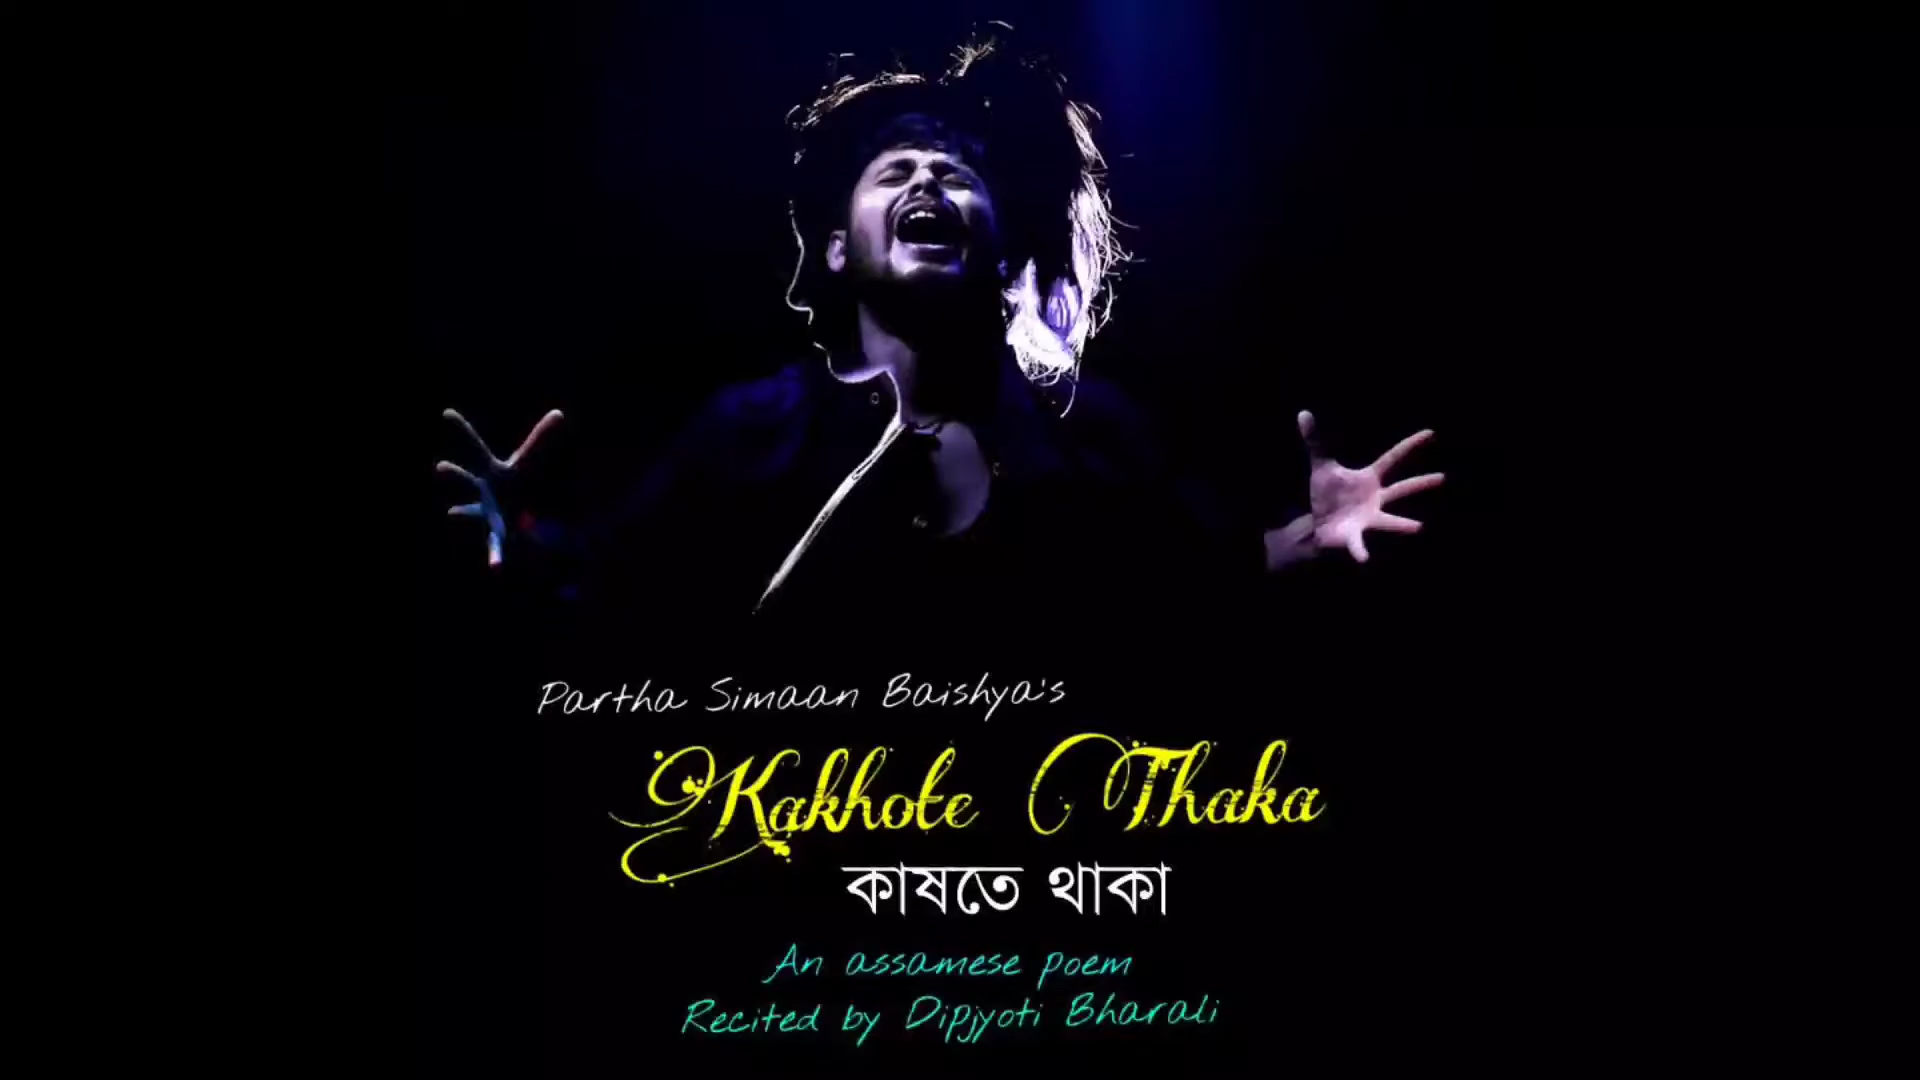 Partha Simaan Baishya's
Kakhote Thaka
কাষতে থাকা
An assamese poem
Recited by Dipjyoti Bharali